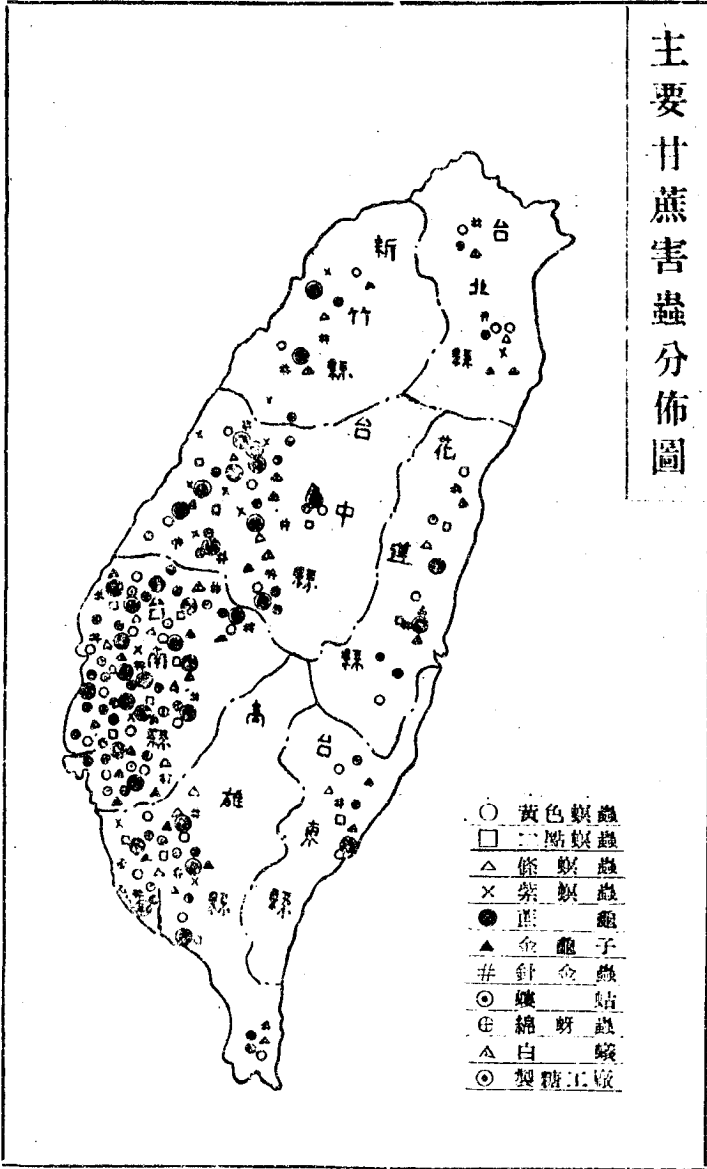 主要甘蔗害蟲分佈圖
台北縣
新竹縣
台中縣
花蓮縣
南縣
高雄縣
台東縣
黃色螟蟲
二點螟蟲
條螟蟲
紫螟蟲
蔗龜
金龜子
針金蟲
螻蛄
綿蚜蟲
白蟻
製糖工廠